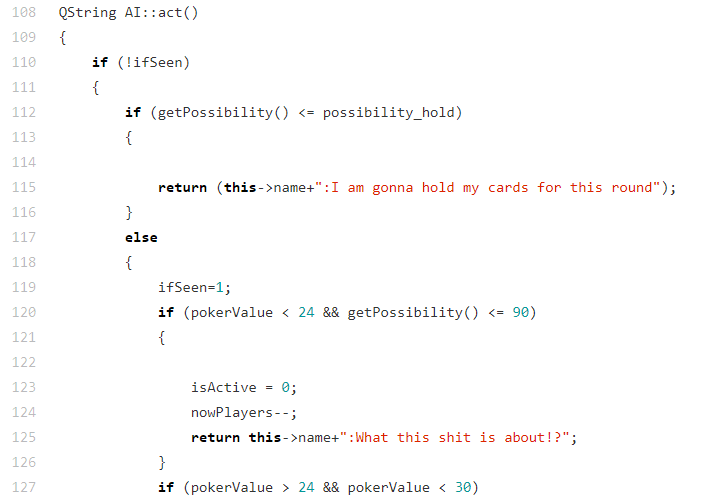 108 QString AI::act()
109 {
110 if (!ifSeen)
111 {
112 if (getPossibility() <= possibility_hold)
113 {
114
115 return (this->name+":I am gonna hold my cards for this round");
116 }
117 else
118 {
119 ifSeen=1;
120 if (pokerValue < 24 && getPossibility() <= 90)
121 {
122
123 isActive = 0;
124 nowPlayers--;
125 return this->name+":What this shit is about!?";
126 }
127 if (pokerValue > 24 && pokerValue < 30)